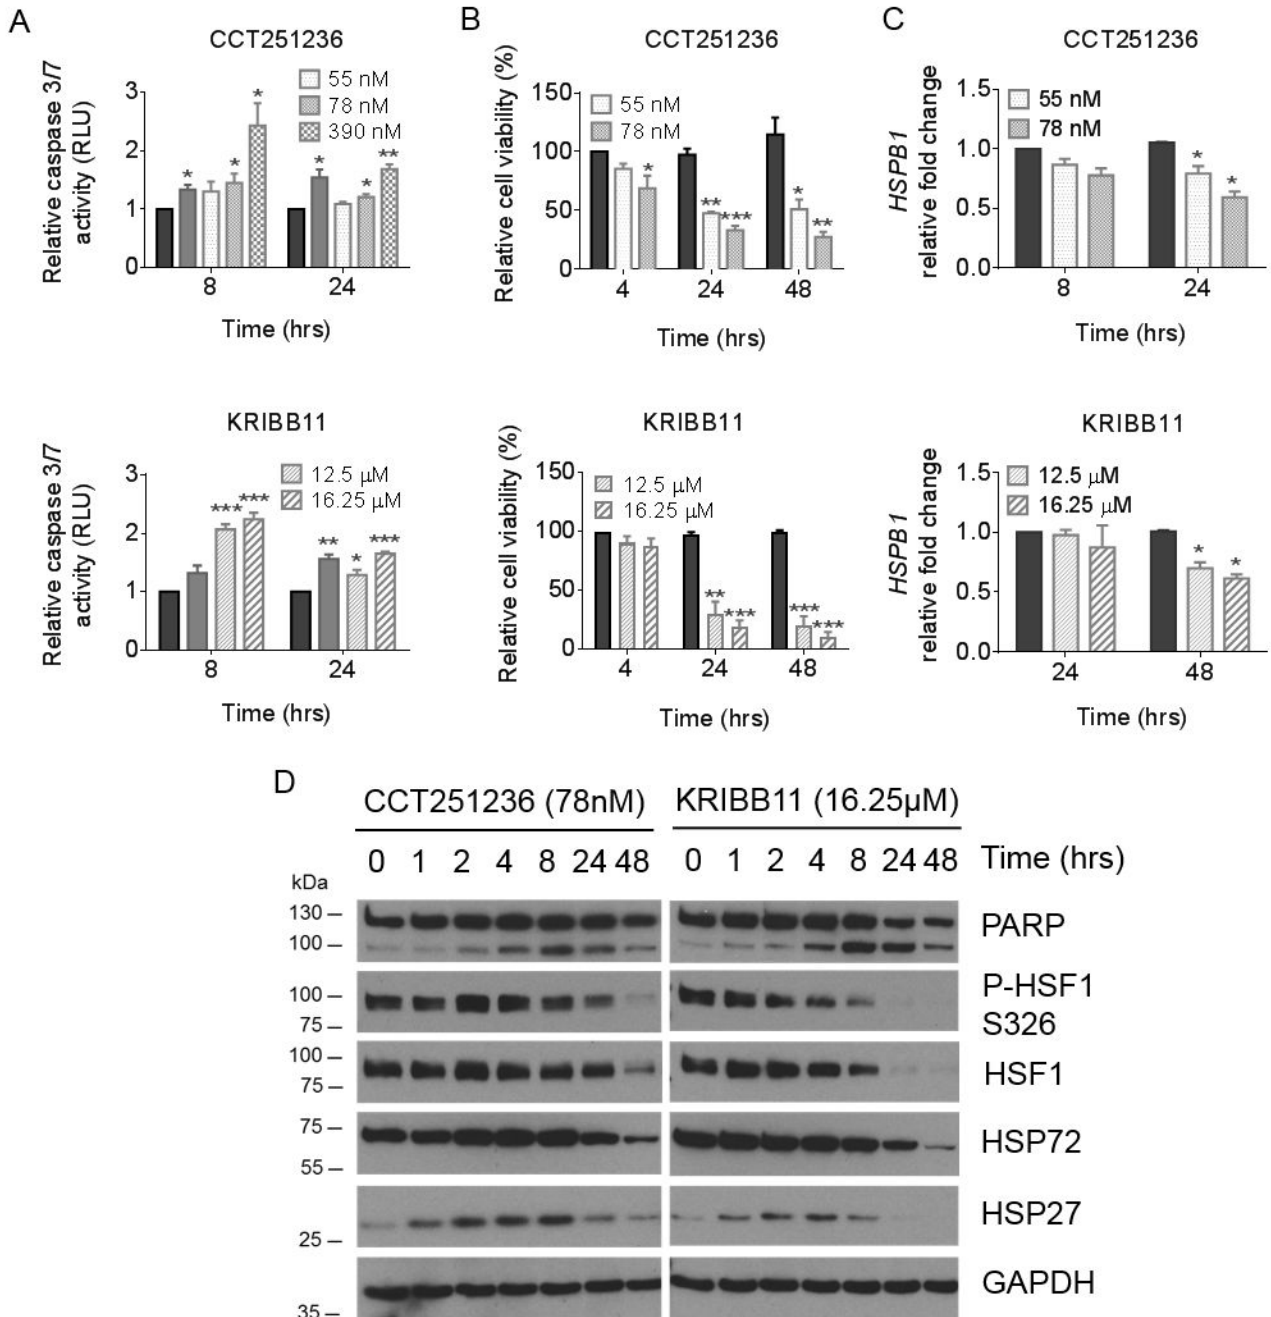 A
CCT251236
Relative caspase 3/7
activity (RLU)
55 nM
78 nM
390 nM
3
2
1
0
*
*
*
*
*
**
8
24
Time (hrs)
B
CCT251236
Relative cell viability (%)
55 nM
78 nM
150
100
50
0
*
**
***
*
**
4
24
48
Time (hrs)
C
CCT251236
HSPB1
relative fold change
55 nM
78 nM
1.5
1.0
0.5
0.0
*
*
8
24
Time (hrs)
KRIBB11
Relative caspase 3/7
activity (RLU)
12.5 μM
16.25 μM
3
2
1
0
***
***
**
*
***
8
24
Time (hrs)
KRIBB11
Relative cell viability (%)
12.5 μM
16.25 μM
150
100
50
0
**
***
***
***
4
24
48
Time (hrs)
KRIBB11
HSPB1
relative fold change
12.5 μM
16.25 μM
1.5
1.0
0.5
0.0
*
*
24
48
Time (hrs)
D
CCT251236 (78nM) KRIBB11 (16.25μM)
0 1 2 4 8 24 48 0 1 2 4 8 24 48 Time (hrs)
kDa
130
100
PARP
100
75
P-HSF1
S326
100
75
HSF1
75
55
HSP72
25
HSP27
35
GAPDH